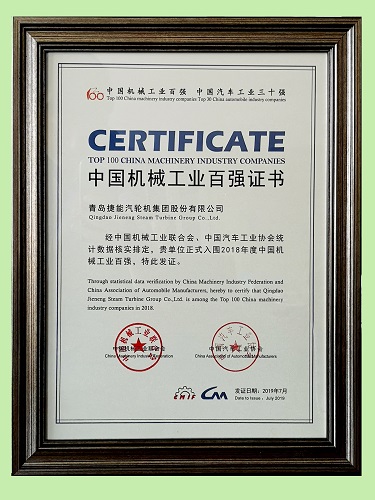 100 中国机械工业百强 中国汽车工业三十强
Top 100 China machinery industry companies Top 30 China automobile industry companies
CERTIFICATE
TOP 100 CHINA MACHINERY INDUSTRY COMPANIES
中国机械工业百强证书
青岛捷能汽轮机集团股份有限公司
Qingdao Jieneng Steam Turbine Group Co.,Ltd.
经中国机械工业联合会、中国汽车工业协会统
计数据核实排定，贵单位正式入围2018年度中国机
械工业百强。特此发证。
Through statistical data verification by China Machinery Industry Federation and
China Association of Automobile Manufacturers, hereby to certify that Qingdao
Jieneng Steam Turbine Group Co.,Ltd. is among the Top 100 China machinery
industry companies in 2018.
中国机械工业联合会 中国汽车工业协会
China Machinery Industry Federation China Association of Automobile Manufacturers
CMIF CAAM 发证日期：2019年7月
Date to Issue : July 2019